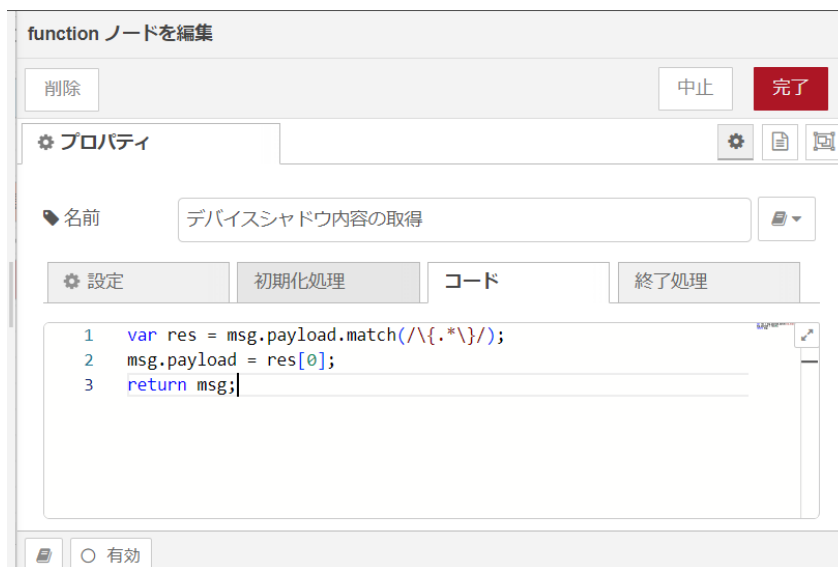 function ノードを編集
削除
中止
完了
プロパティ
名前
デバイスシャドウ内容の取得
設定
初期化処理
コード
終了処理
1 var res = msg.payload.match(/\{.*\}/);
2 msg.payload = res[0];
3 return msg;
有効